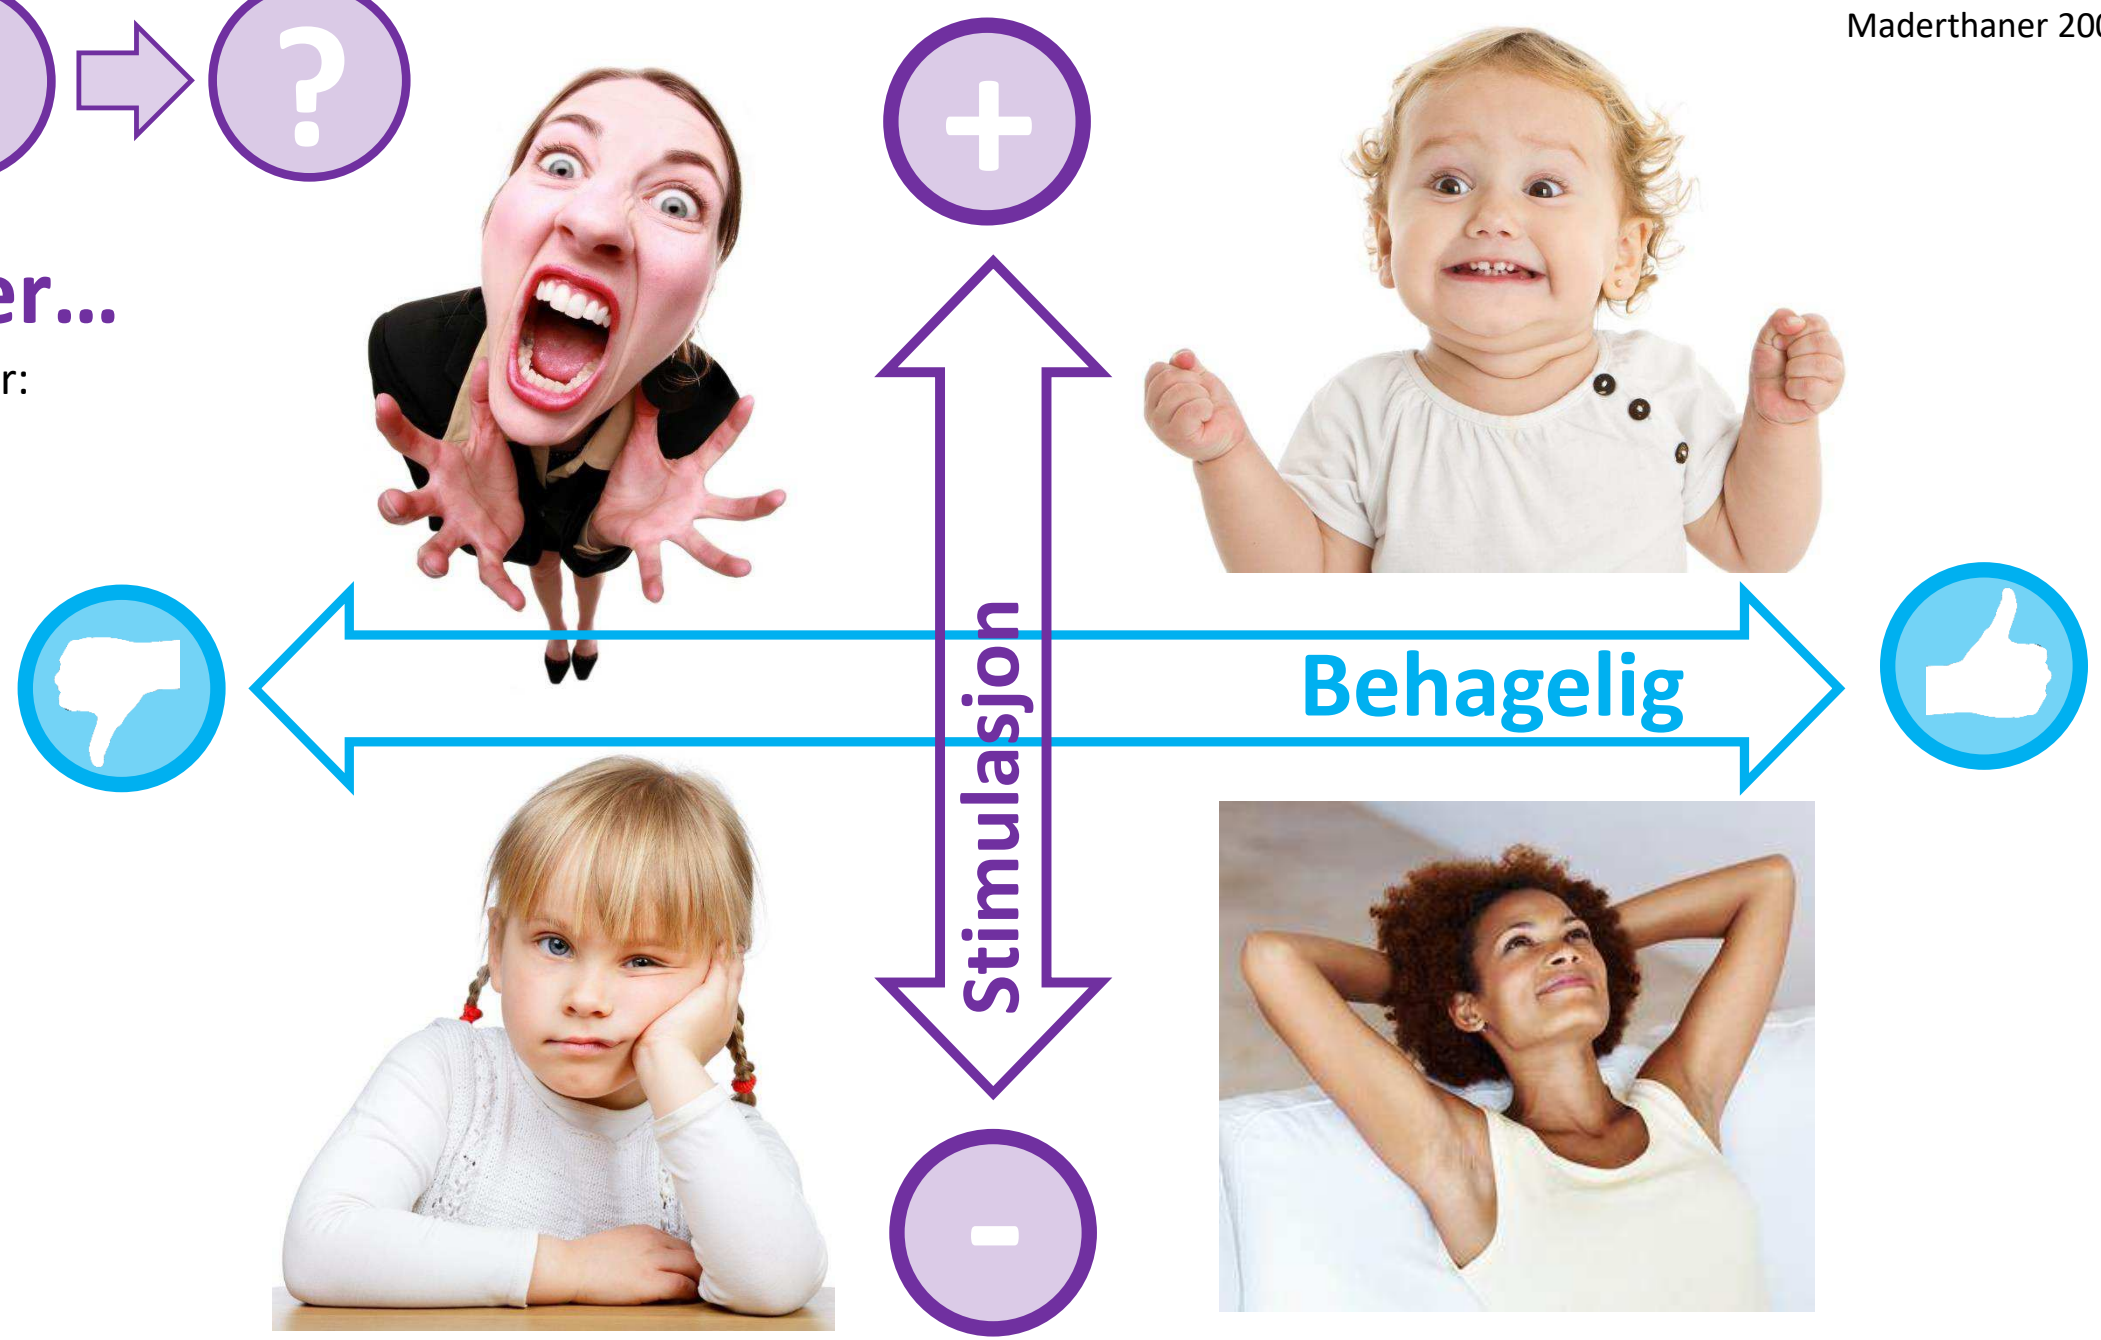 Maderthaner 200
?
+
er...
r:
Stimulasjon
Behagelig
-